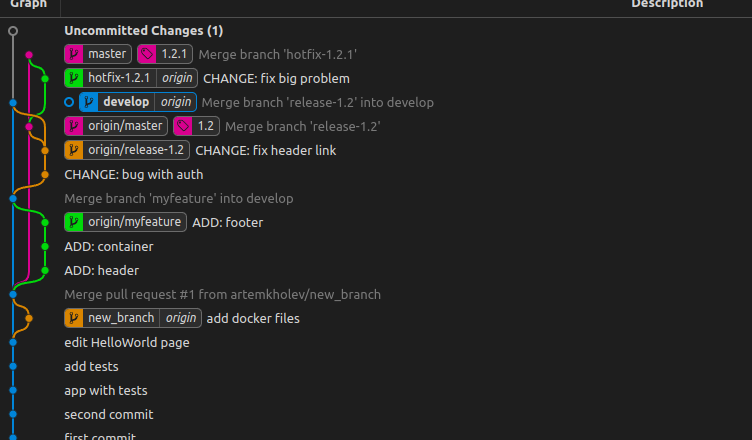 Graph Description
Uncommitted Changes (1)
master 1.2.1 Merge branch 'hotfix-1.2.1'
hotfix-1.2.1 origin CHANGE: fix big problem
develop origin Merge branch 'release-1.2' into develop
origin/master 1.2 Merge branch 'release-1.2'
origin/release-1.2 CHANGE: fix header link
CHANGE: bug with auth
Merge branch 'myfeature' into develop
origin/myfeature ADD: footer
ADD: container
ADD: header
Merge pull request #1 from artemkholev/new_branch
new_branch origin add docker files
edit HelloWorld page
add tests
app with tests
second commit
first commit